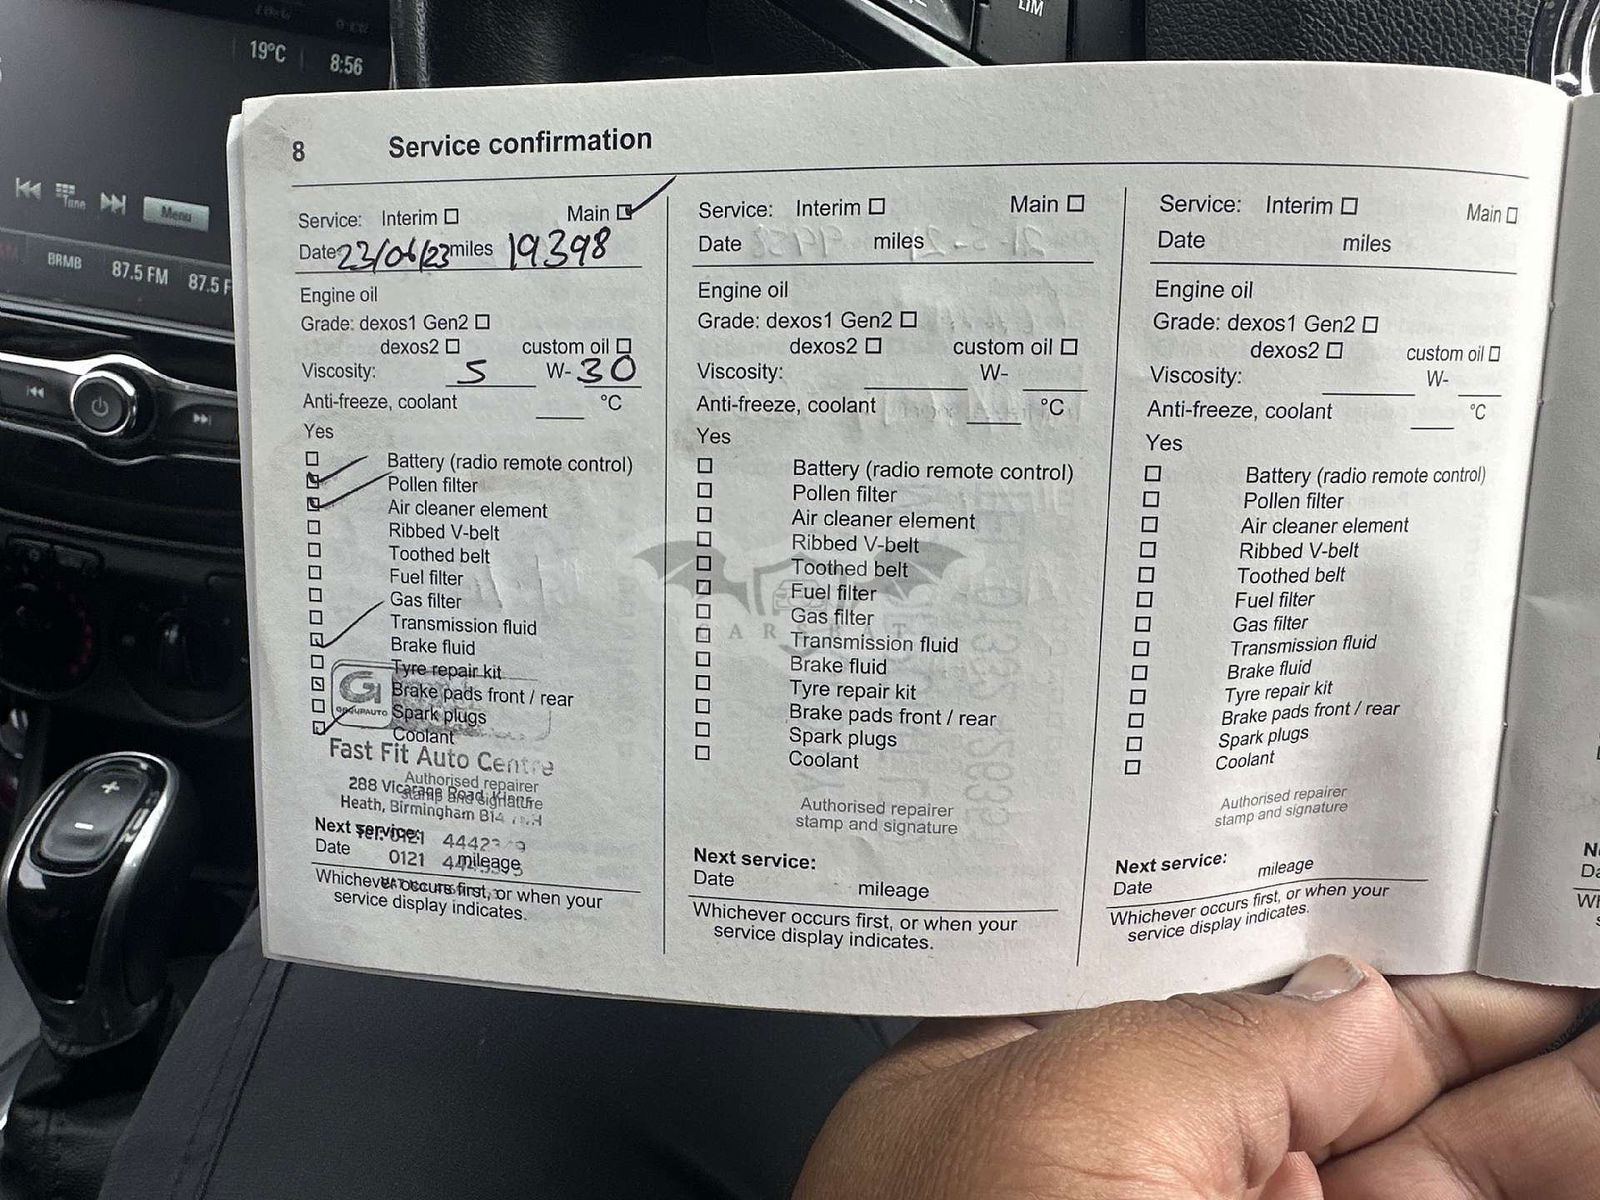 19°C
8:56
LIM
Tune
Menu
BRMB
87.5 FM
87.5 F
8
Service confirmation
Service: Interim Main
Date 23/06/23 miles 19398
Engine oil
Grade: dexos1 Gen2
dexos2 custom oil
Viscosity: 5 W- 30
Anti-freeze, coolant °C
Yes
Battery (radio remote control)
Pollen filter
Air cleaner element
Ribbed V-belt
Toothed belt
Fuel filter
Gas filter
Transmission fluid
Brake fluid
Tyre repair kit
Brake pads front / rear
Spark plugs
Coolant
G
GROUPAUTO
Fast Fit Auto Centre
Authorised repairer
stamp and signature
288 Vicarage Road, Kings
Heath, Birmingham B14
Next service:
Tel: 0121
Date mileage
0121
Whichever occurs first, or when your
service display indicates.
Service: Interim Main
Date miles
Engine oil
Grade: dexos1 Gen2
dexos2 custom oil
Viscosity: W-
Anti-freeze, coolant °C
Yes
Battery (radio remote control)
Pollen filter
Air cleaner element
Ribbed V-belt
Toothed belt
Fuel filter
Gas filter
Transmission fluid
Brake fluid
Tyre repair kit
Brake pads front / rear
Spark plugs
Coolant
Authorised repairer
stamp and signature
Next service:
Date mileage
Whichever occurs first, or when your
service display indicates.
Service: Interim Main
Date miles
Engine oil
Grade: dexos1 Gen2
dexos2 custom oil
Viscosity: W-
Anti-freeze, coolant °C
Yes
Battery (radio remote control)
Pollen filter
Air cleaner element
Ribbed V-belt
Toothed belt
Fuel filter
Gas filter
Transmission fluid
Brake fluid
Tyre repair kit
Brake pads front / rear
Spark plugs
Coolant
Authorised repairer
stamp and signature
Next service:
Date mileage
Whichever occurs first, or when your
service display indicates.